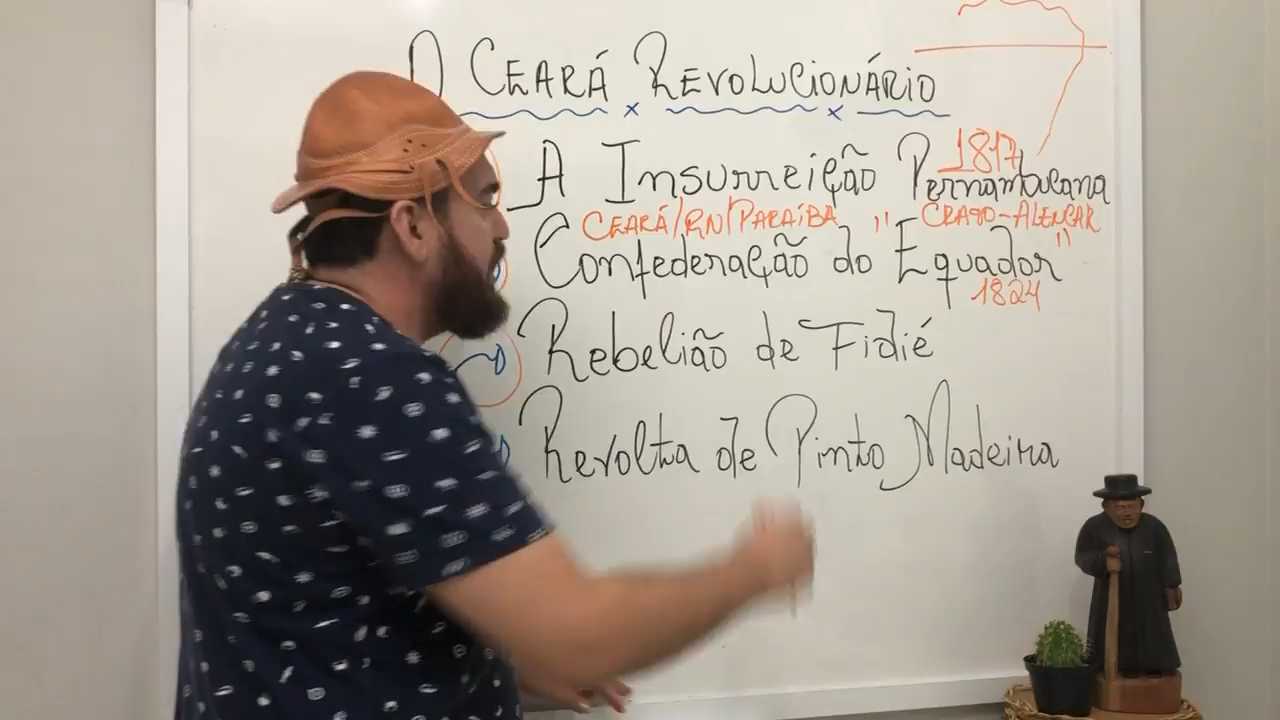 O CEARÁ REVOLUCIONÁRIO
1817
A Insurreição Pernambucana
CEARÁ/RN/PARAÍBA " CRATO-ALENCAR "
Confederação do Equador
1824
Rebelião de Fidié
Revolta de Pinto Madeira